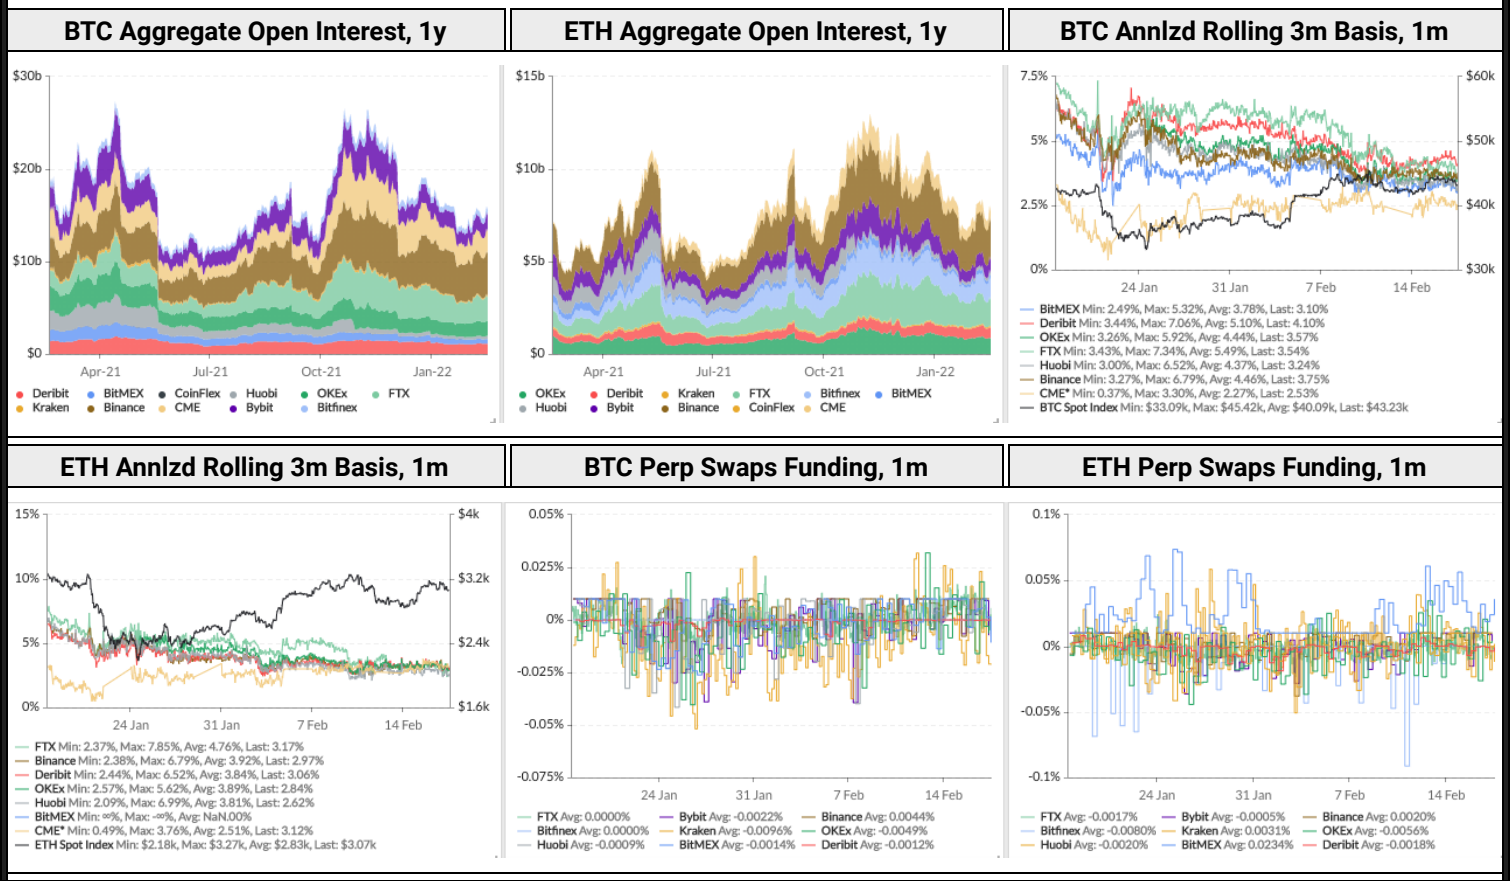 BTC Aggregate Open Interest, 1y
ETH Aggregate Open Interest, 1y
BTC Annlzd Rolling 3m Basis, 1m
$30b
$20b
$10b
$0
Apr-21 Jul-21 Oct-21 Jan-22
Deribit BitMEX CoinFlex Huobi OKEx FTX
Kraken Binance CME Bybit Bitfinex
$15b
$10b
$5b
$0
Apr-21 Jul-21 Oct-21 Jan-22
OKEx Deribit Kraken FTX Bitfinex BitMEX
Huobi Bybit Binance CoinFlex CME
7.5% $60k
5% $50k
2.5% $40k
0% $30k
24 Jan 31 Jan 7 Feb 14 Feb
BitMEX Min: 2.49%, Max: 5.32%, Avg: 3.78%, Last: 3.10%
Deribit Min: 3.44%, Max: 7.06%, Avg: 5.10%, Last: 4.10%
OKEx Min: 3.26%, Max: 5.92%, Avg: 4.44%, Last: 3.57%
FTX Min: 3.43%, Max: 7.34%, Avg: 5.49%, Last: 3.54%
Huobi Min: 3.00%, Max: 6.52%, Avg: 4.37%, Last: 3.24%
Binance Min: 3.27%, Max: 6.79%, Avg: 4.46%, Last: 3.75%
CME* Min: 0.37%, Max: 3.30%, Avg: 2.27%, Last: 2.53%
BTC Spot Index Min: $33.09k, Max: $45.42k, Avg: $40.09k, Last: $43.23k
ETH Annlzd Rolling 3m Basis, 1m
BTC Perp Swaps Funding, 1m
ETH Perp Swaps Funding, 1m
15% $4k
10% $3.2k
5% $2.4k
0% $1.6k
24 Jan 31 Jan 7 Feb 14 Feb
FTX Min: 2.37%, Max: 7.85%, Avg: 4.76%, Last: 3.17%
Binance Min: 2.38%, Max: 6.79%, Avg: 3.92%, Last: 2.97%
Deribit Min: 2.44%, Max: 6.52%, Avg: 3.84%, Last: 3.06%
OKEx Min: 2.57%, Max: 5.62%, Avg: 3.89%, Last: 2.84%
Huobi Min: 2.09%, Max: 6.99%, Avg: 3.81%, Last: 2.62%
BitMEX Min: ∞%, Max: -∞%, Avg: NaN.00%
CME* Min: 0.49%, Max: 3.76%, Avg: 2.51%, Last: 3.12%
ETH Spot Index Min: $2.18k, Max: $3.27k, Avg: $2.83k, Last: $3.07k
0.05%
0.025%
0%
-0.025%
-0.05%
-0.075%
24 Jan 31 Jan 7 Feb 14 Feb
FTX Avg: 0.0000% Bybit Avg: -0.0022% Binance Avg: 0.0044%
Bitfinex Avg: 0.0000% Kraken Avg: -0.0096% OKEx Avg: -0.0049%
Huobi Avg: -0.0009% BitMEX Avg: -0.0014% Deribit Avg: -0.0012%
0.1%
0.05%
0%
-0.05%
-0.1%
24 Jan 31 Jan 7 Feb 14 Feb
FTX Avg: -0.0017% Bybit Avg: -0.0005% Binance Avg: 0.0020%
Bitfinex Avg: -0.0080% Kraken Avg: 0.0031% OKEx Avg: -0.0056%
Huobi Avg: -0.0020% BitMEX Avg: 0.0234% Deribit Avg: -0.0018%